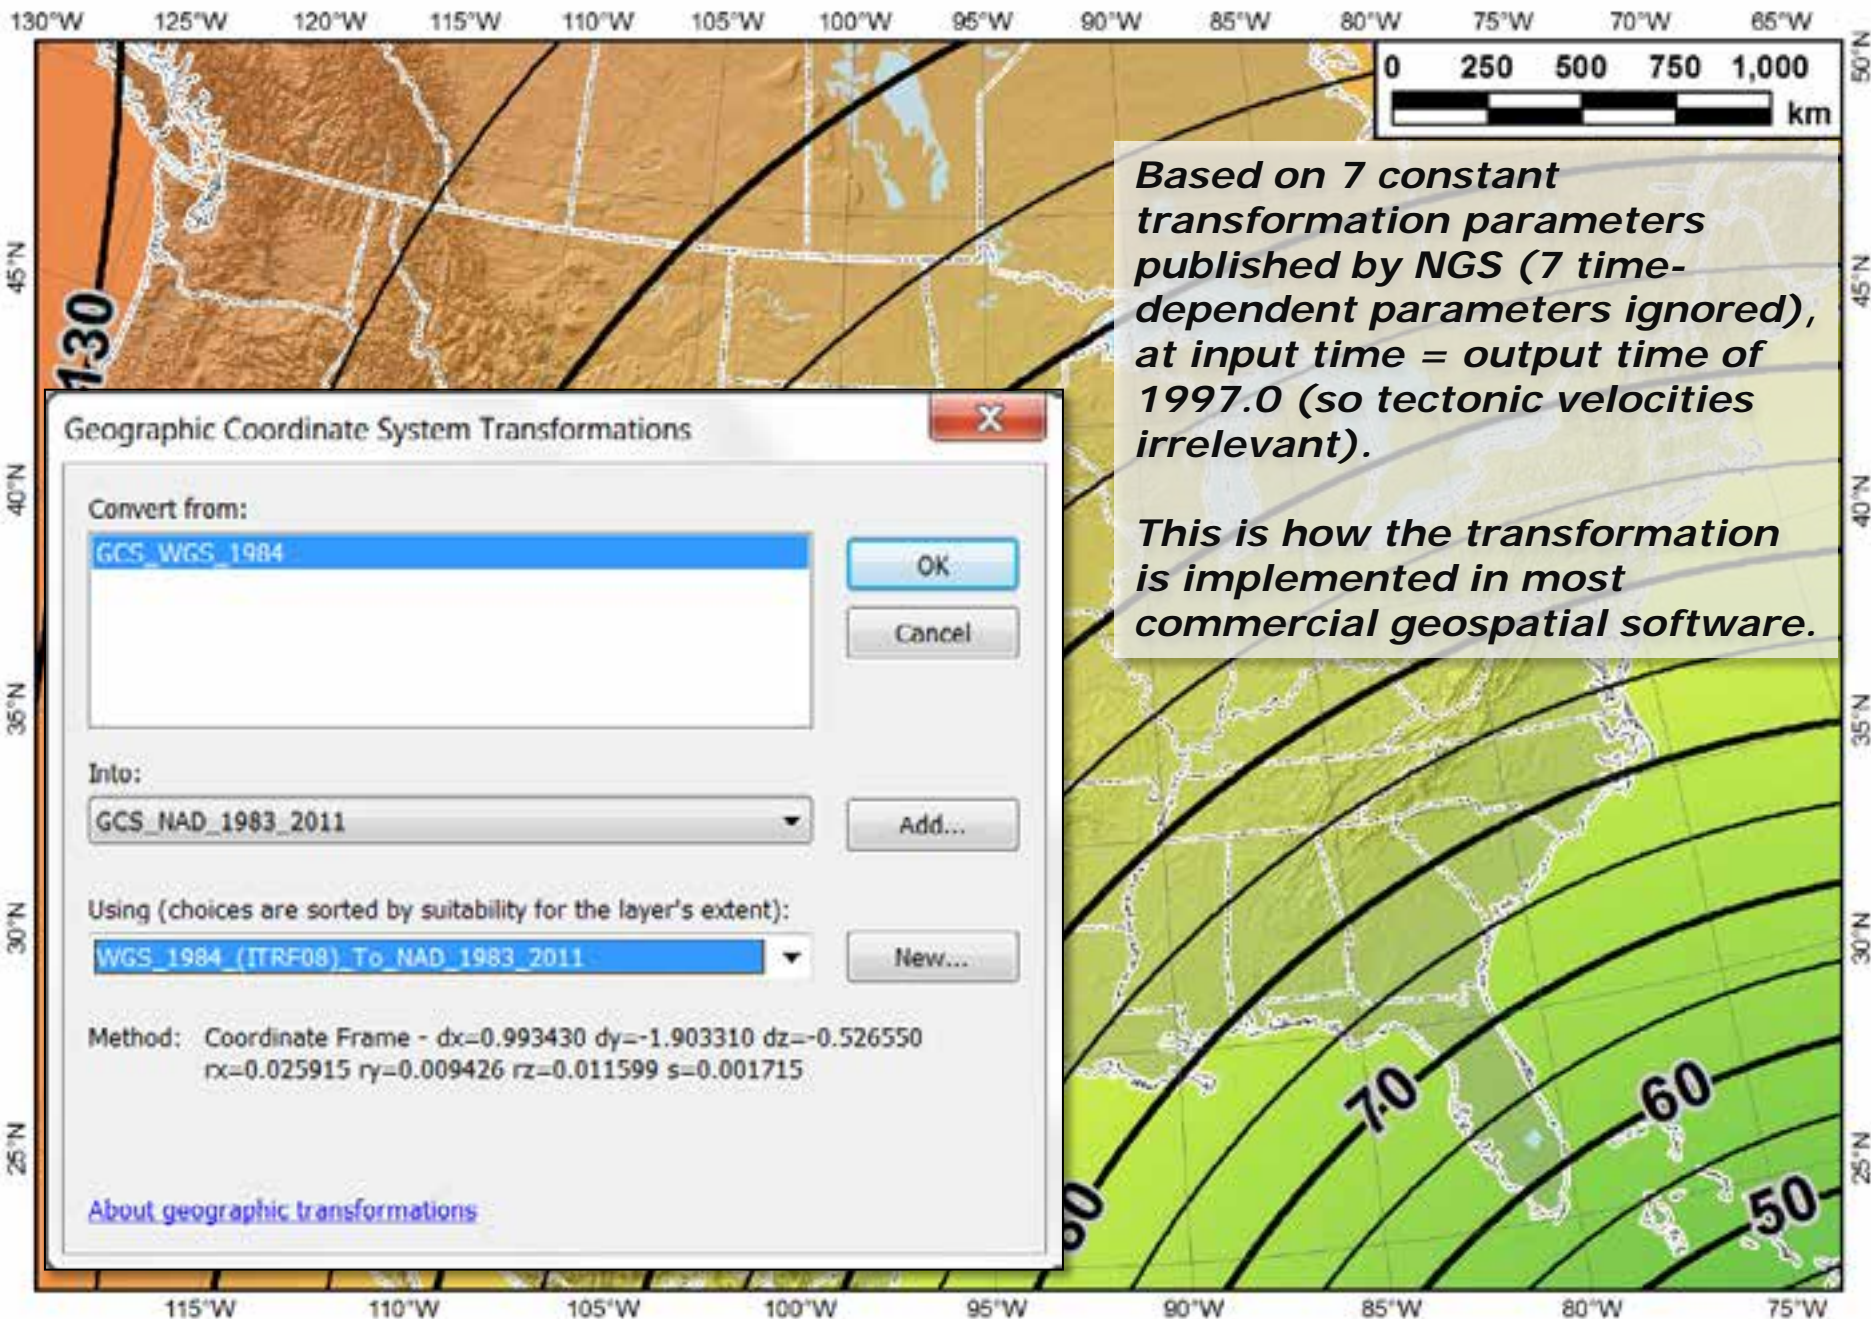 130°W 125°W 120°W 115°W 110°W 105°W 100°W 95°W 90°W 85°W 80°W 75°W 70°W 65°W
50°N
0 250 500 750 1,000
km
Based on 7 constant
transformation parameters
published by NGS (7 time-
dependent parameters ignored),
at input time = output time of
1997.0 (so tectonic velocities
irrelevant).
This is how the transformation
is implemented in most
commercial geospatial software.
45°N
45°N
130
Geographic Coordinate System Transformations
X
40°N
40°N
Convert from:
GCS_WGS_1984
OK
Cancel
35°N
35°N
Into:
GCS_NAD_1983_2011
Add...
30°N
30°N
Using (choices are sorted by suitability for the layer's extent):
WGS_1984_(ITRF08)_To_NAD_1983_2011
New...
Method: Coordinate Frame - dx=0.993430 dy=-1.903310 dz=-0.526550
rx=0.025915 ry=0.009426 rz=0.011599 s=0.001715
25°N
25°N
About geographic transformations
70
60
50
115°W 110°W 105°W 100°W 95°W 90°W 85°W 80°W 75°W